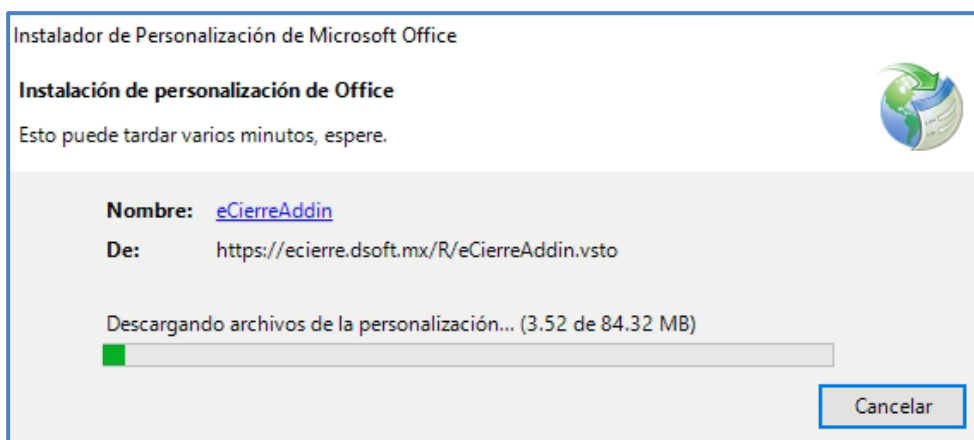 Instalador de Personalización de Microsoft Office
Instalación de personalización de Office
Esto puede tardar varios minutos, espere.
Nombre: eCierreAddin
De: https://ecierre.dsoft.mx/R/eCierreAddin.vsto
Descargando archivos de la personalización... (3.52 de 84.32 MB)
Cancelar